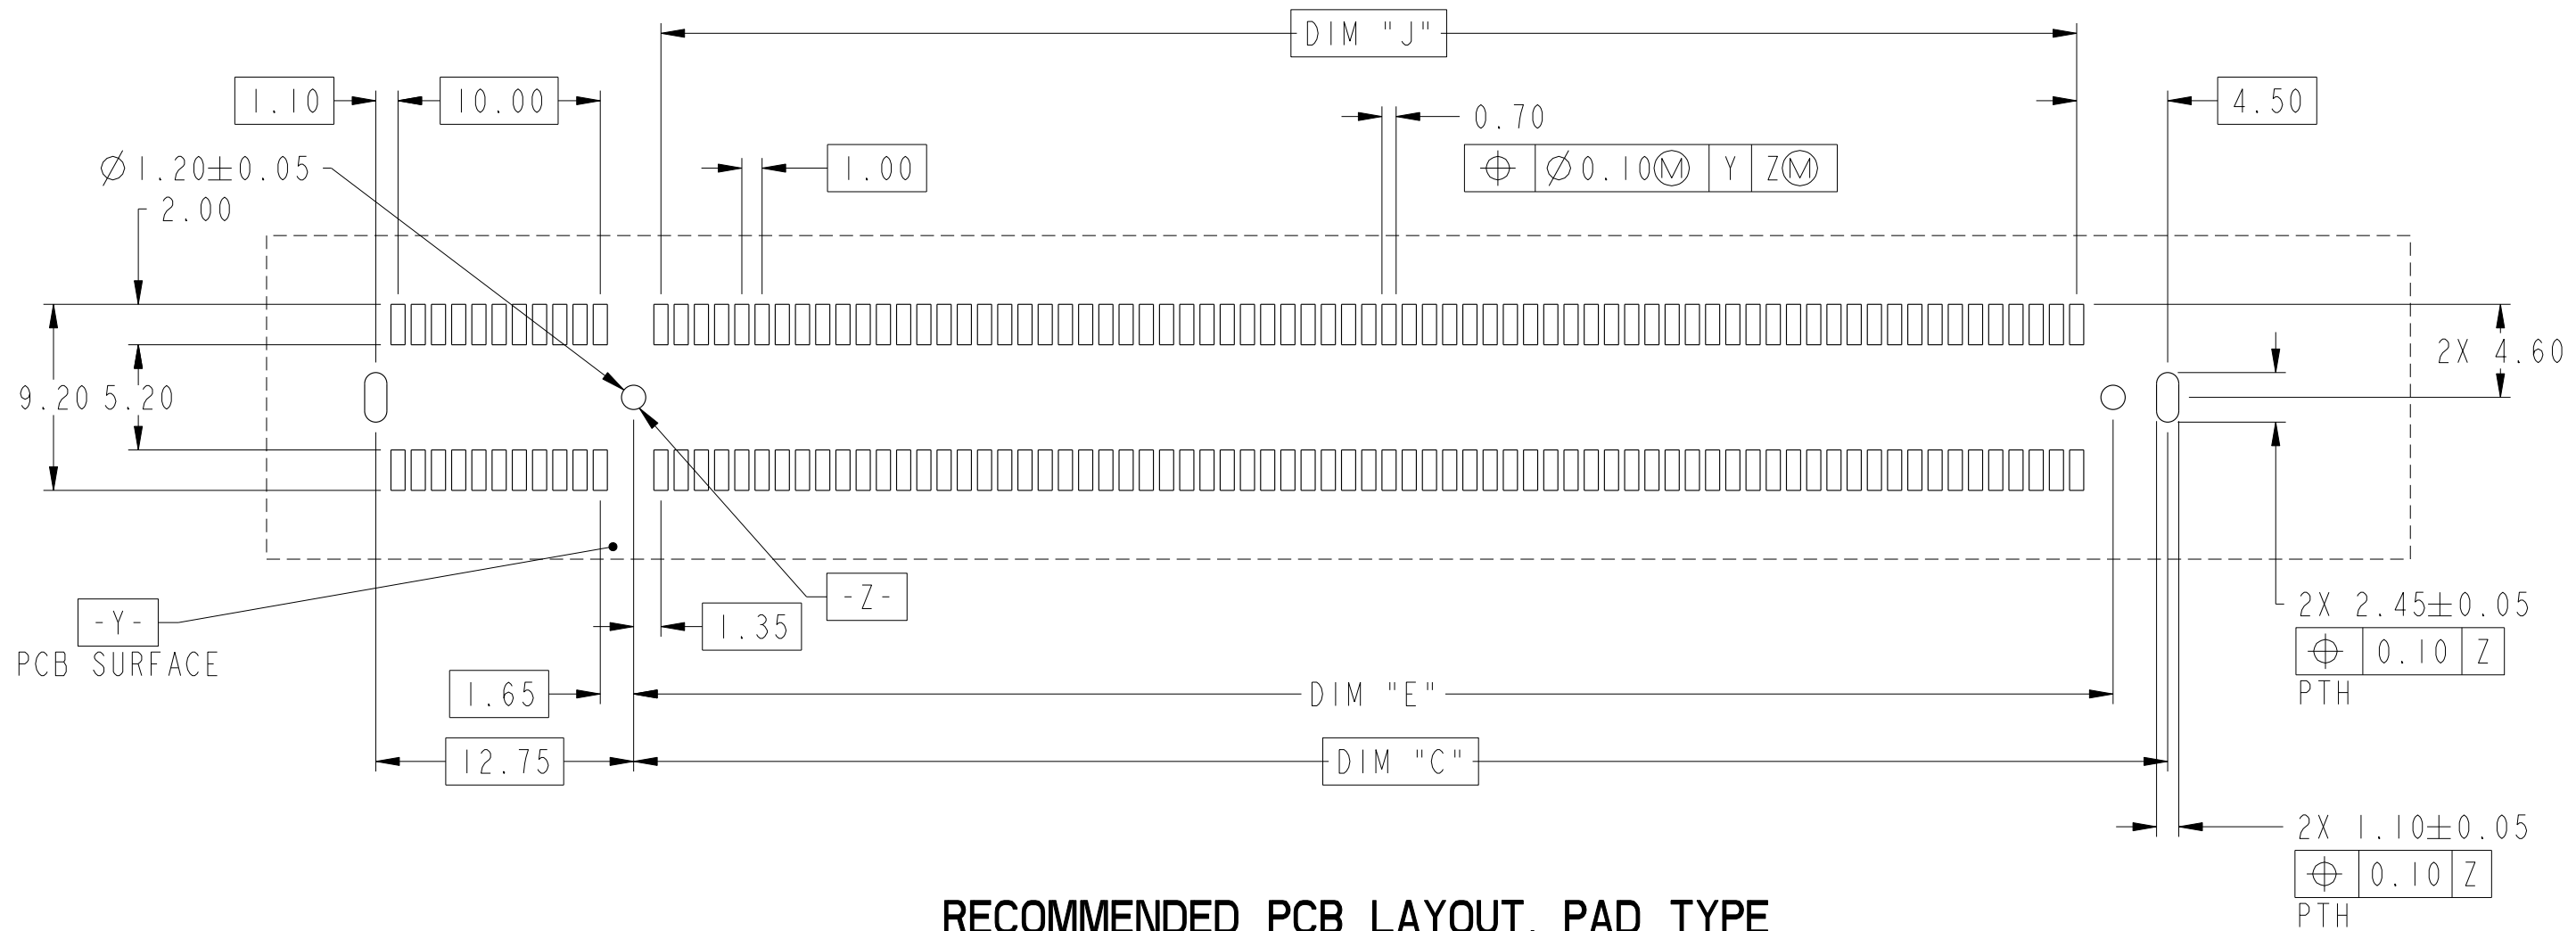 DIM "J"
1.10
10.00
4.50
0.70
Ø1.20±0.05
1.00
⌖ Ø0.10Ⓜ Y ZⓂ
2.00
2X 4.60
9.20
5.20
-Z-
-Y-
PCB SURFACE
1.35
2X 2.45±0.05
⌖ 0.10 Z
PTH
1.65
DIM "E"
12.75
DIM "C"
2X 1.10±0.05
⌖ 0.10 Z
PTH
RECOMMENDED PCB LAYOUT, PAD TYPE